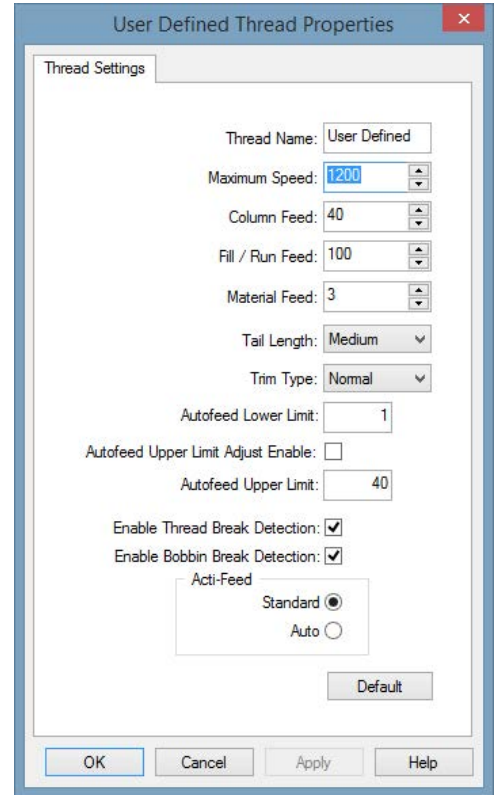 User Defined Thread Properties
Thread Settings
Thread Name: User Defined
Maximum Speed: 1200
Column Feed: 40
Fill / Run Feed: 100
Material Feed: 3
Tail Length: Medium
Trim Type: Normal
Autofeed Lower Limit: 1
Autofeed Upper Limit Adjust Enable:
Autofeed Upper Limit: 40
Enable Thread Break Detection:
Enable Bobbin Break Detection:
Acti-Feed
Standard
Auto
Default
OK Cancel Apply Help